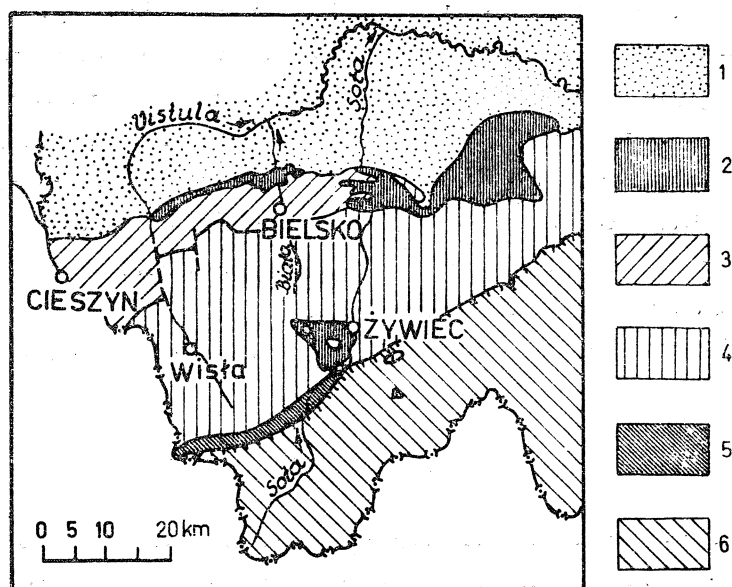 Vistula
Soła
1
2
3
BIELSKO
Biała
CIESZYN
ŻYWIEC
4
Wisła
5
Soła
0 5 10 20 km
6